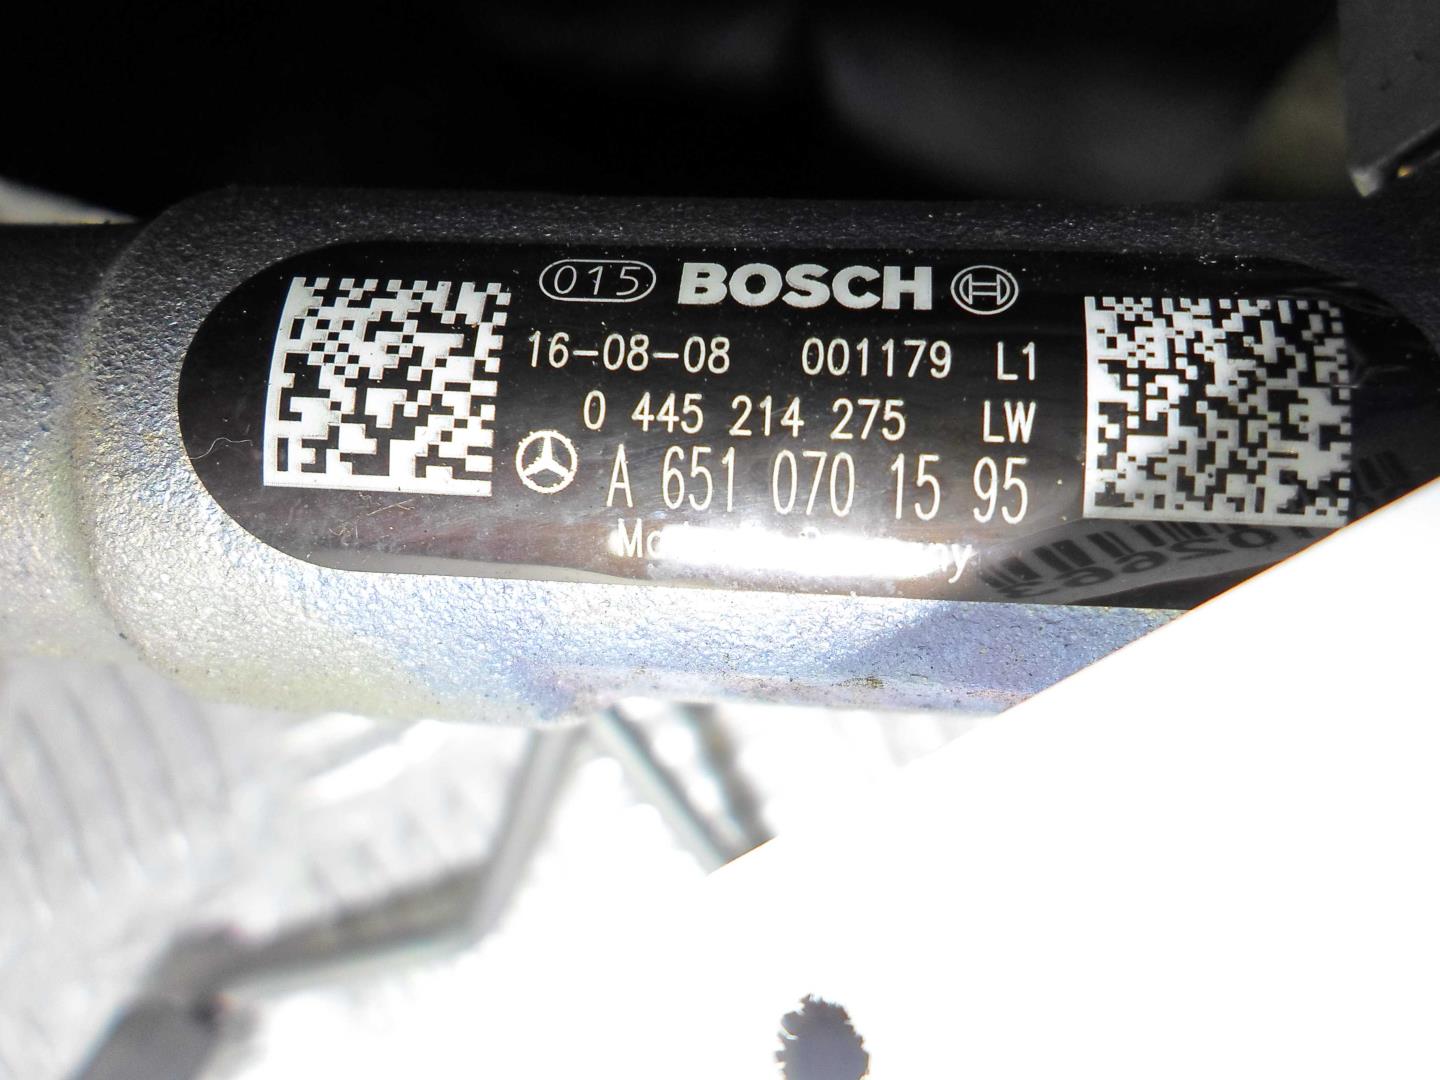 015 BOSCH
16-08-08 001179 L1
0 445 214 275 LW
A 651 070 15 95